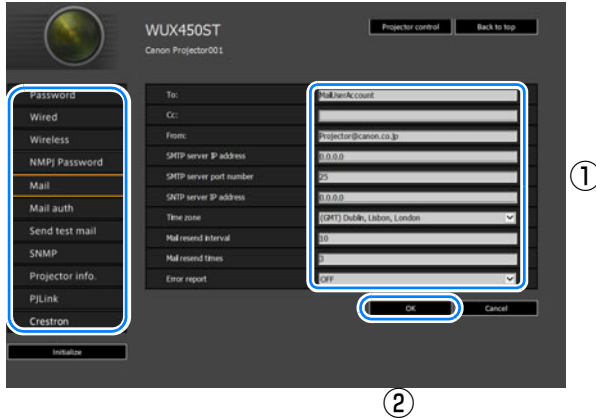 WUX450ST
Canon Projector001
Projector control
Back to top
Password
Wired
Wireless
NMPJ Password
Mail
Mail auth
Send test mail
SNMP
Projector info.
PJLink
Crestron
Initialize
To: MailUserAccount
Cc:
From: Projector@canon.co.jp
SMTP server IP address 0.0.0.0
SMTP server port number 25
SNTP server IP address 0.0.0.0
Time zone (GMT) Dublin, Lisbon, London
Mail resend interval 10
Mail resend times
Error report OFF
OK
Cancel
①
②